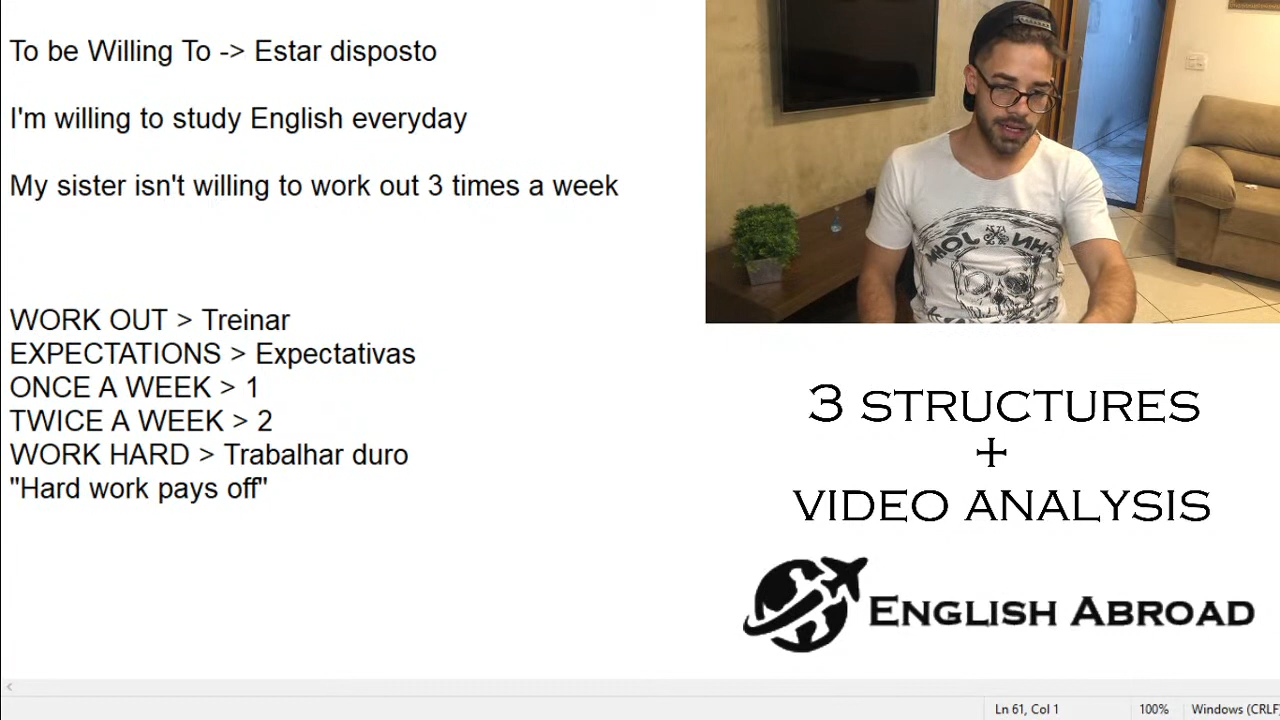 To be Willing To -> Estar disposto
I'm willing to study English everyday
My sister isn't willing to work out 3 times a week
WORK OUT > Treinar
EXPECTATIONS > Expectativas
ONCE A WEEK > 1
TWICE A WEEK > 2
WORK HARD > Trabalhar duro
"Hard work pays off"
JOHN JOHN
3 STRUCTURES
+
VIDEO ANALYSIS
ENGLISH ABROAD
Ln 61, Col 1
100%
Windows (CRLF